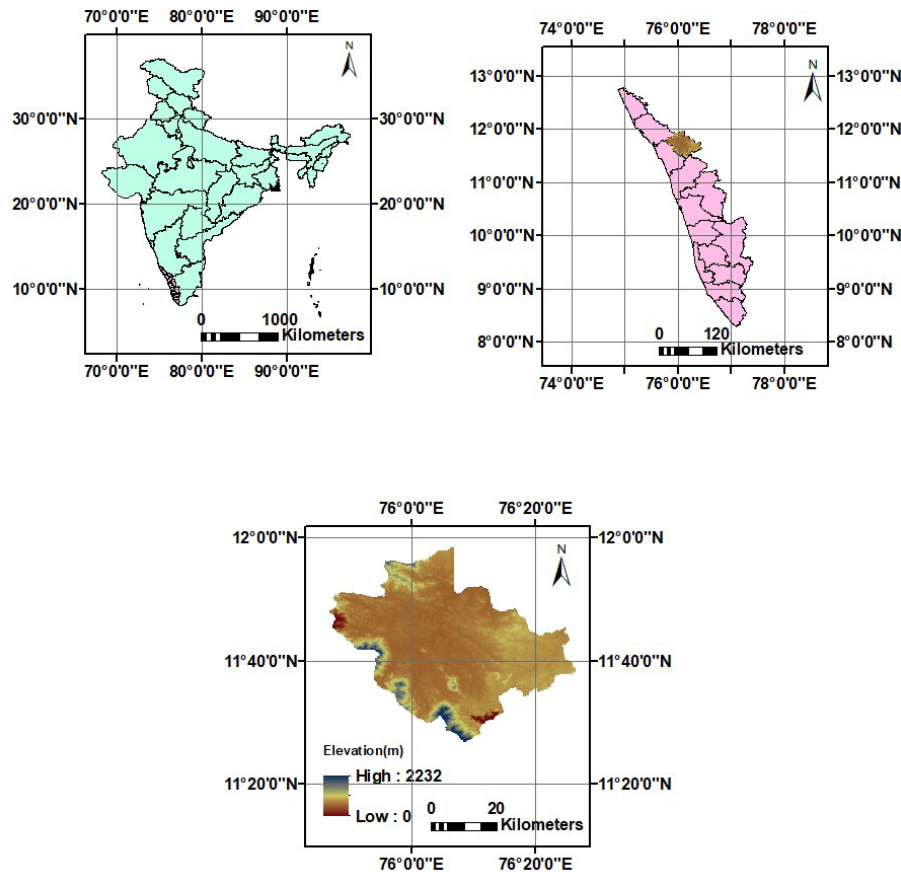 70°0'0"E 80°0'0"E 90°0'0"E
N
30°0'0"N 30°0'0"N
20°0'0"N 20°0'0"N
10°0'0"N 10°0'0"N
0 1000
Kilometers
70°0'0"E 80°0'0"E 90°0'0"E
74°0'0"E 76°0'0"E 78°0'0"E
N
13°0'0"N 13°0'0"N
12°0'0"N 12°0'0"N
11°0'0"N 11°0'0"N
10°0'0"N 10°0'0"N
9°0'0"N 9°0'0"N
0 120
Kilometers
8°0'0"N 8°0'0"N
74°0'0"E 76°0'0"E 78°0'0"E
76°0'0"E 76°20'0"E
12°0'0"N 12°0'0"N
N
11°40'0"N 11°40'0"N
Elevation(m)
High : 2232
11°20'0"N 11°20'0"N
Low : 0
0 20
Kilometers
76°0'0"E 76°20'0"E